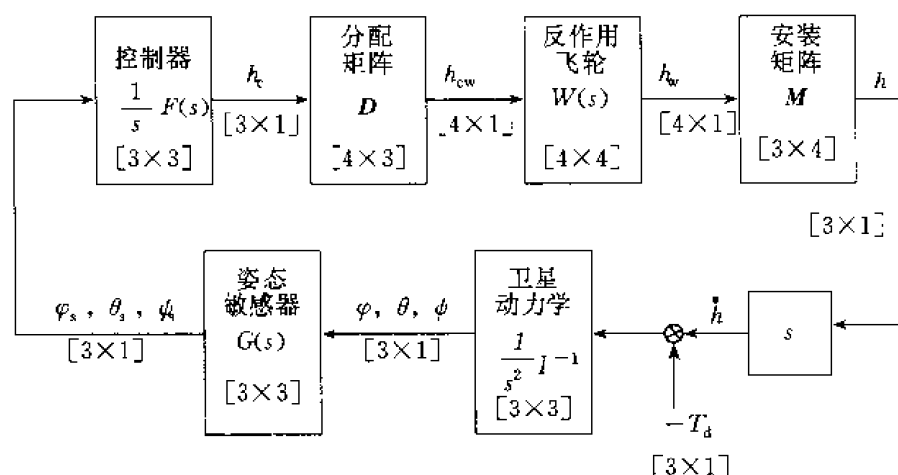 控制器
1/s F(s)
[3×3]
h_c
[3×1]
分配
矩阵
D
[4×3]
h_cw
[4×1]
反作用
飞轮
W(s)
[4×4]
h_w
[4×1]
安装
矩阵
M
[3×4]
h
[3×1]
φ_s, θ_s, ψ_s
[3×1]
姿态
敏感器
G(s)
[3×3]
φ, θ, ψ
[3×1]
卫星
动力学
1/s² I⁻¹
[3×3]
ḣ
s
−T_d
[3×1]